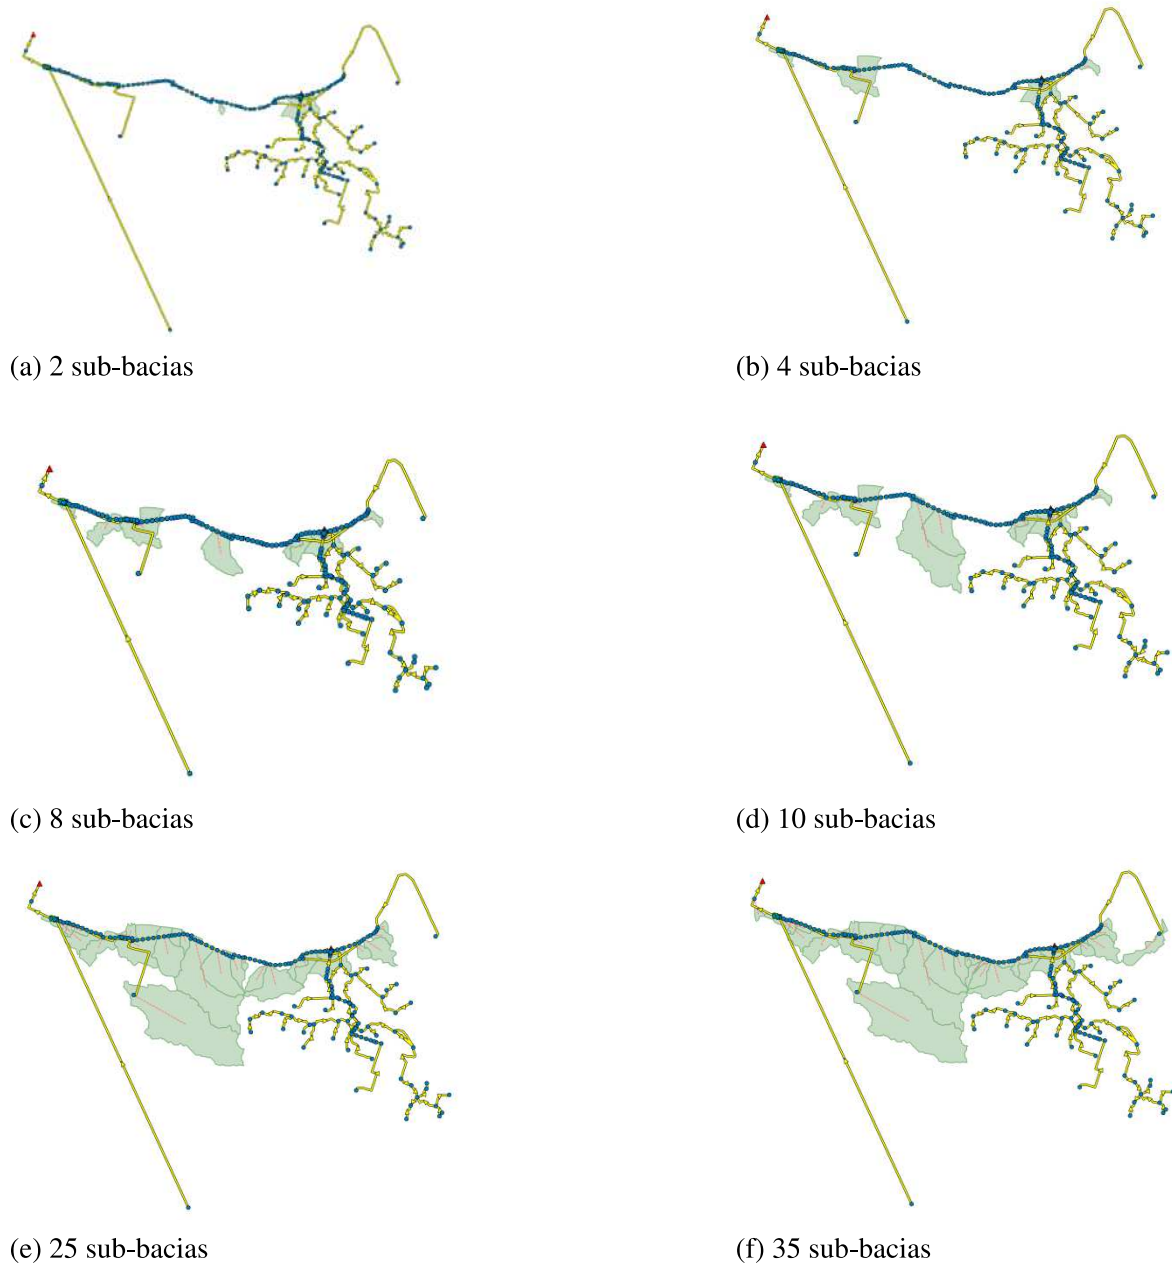 (a) 2 sub-bacias
(b) 4 sub-bacias
(c) 8 sub-bacias
(d) 10 sub-bacias
(e) 25 sub-bacias
(f) 35 sub-bacias